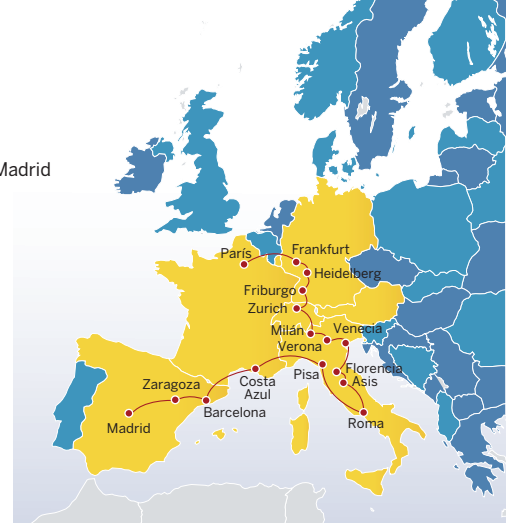 Madrid
París
Frankfurt
Heidelberg
Friburgo
Zurich
Milán
Venecia
Verona
Florencia
Pisa
Asis
Costa
Azul
Zaragoza
Barcelona
Madrid
Roma